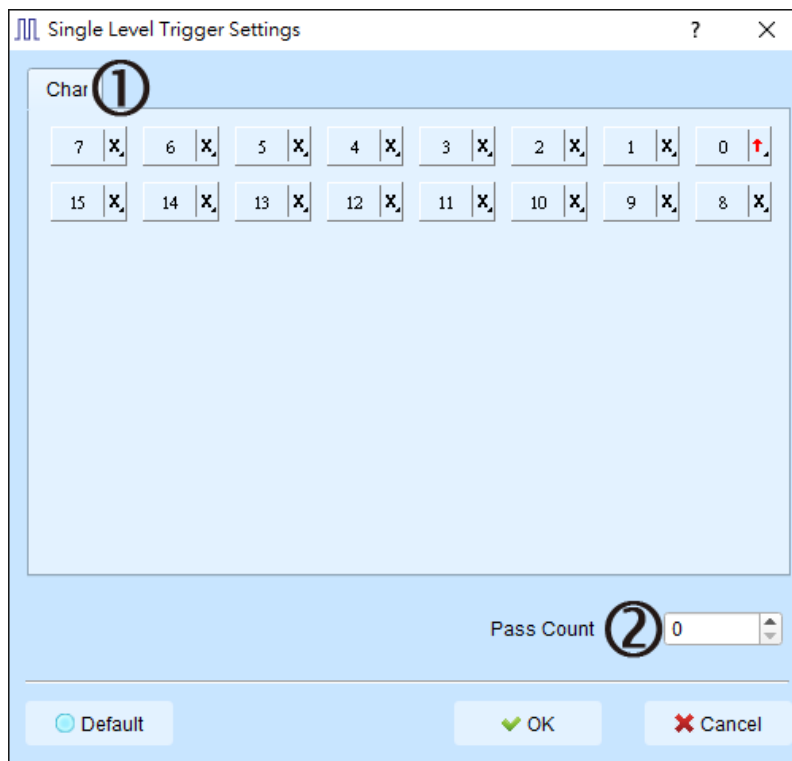 Single Level Trigger Settings ? ×
Char ①
7 X 6 X 5 X 4 X 3 X 2 X 1 X 0 ↑
15 X 14 X 13 X 12 X 11 X 10 X 9 X 8 X
Pass Count ② 0
Default OK Cancel